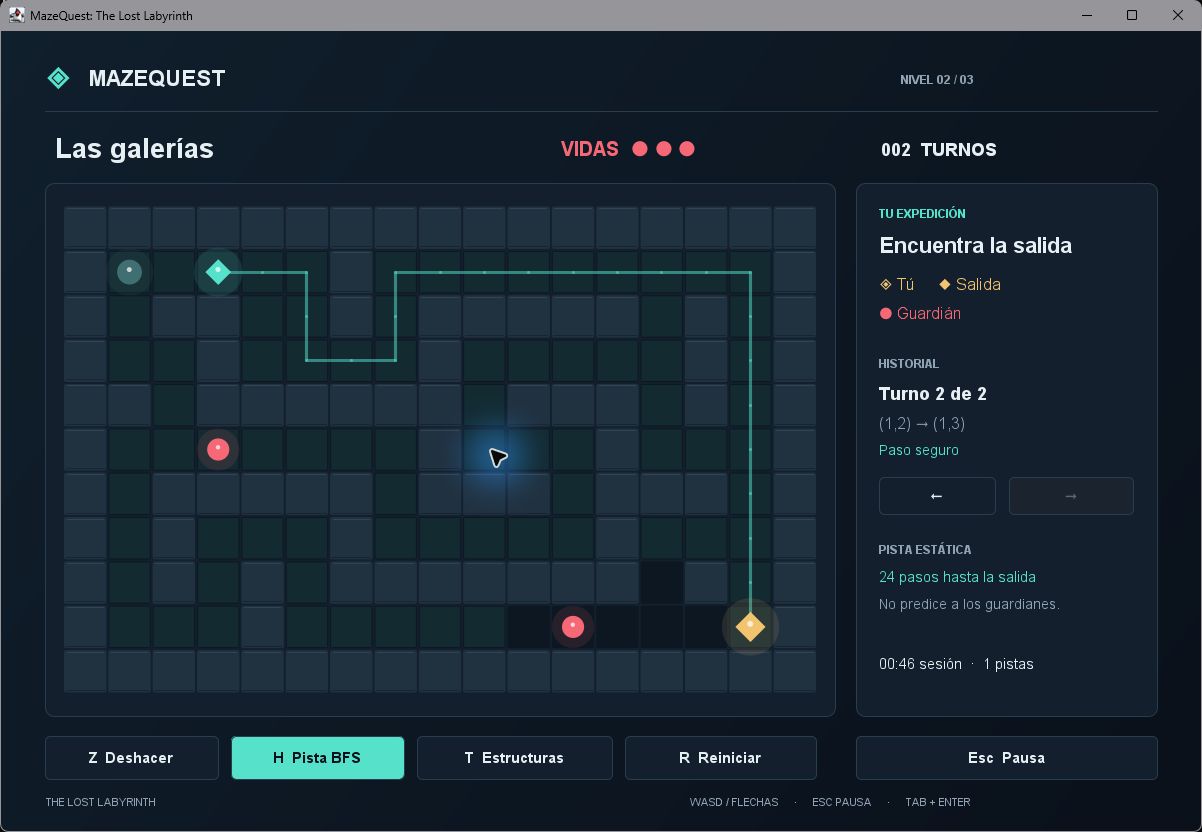 MazeQuest: The Lost Labyrinth
MAZEQUEST
NIVEL 02 / 03
Las galerías
VIDAS
002 TURNOS
TU EXPEDICIÓN
Encuentra la salida
Tú
Salida
Guardián
HISTORIAL
Turno 2 de 2
(1,2) → (1,3)
Paso seguro
←
→
PISTA ESTÁTICA
24 pasos hasta la salida
No predice a los guardianes.
00:46 sesión · 1 pistas
Z Deshacer
H Pista BFS
T Estructuras
R Reiniciar
Esc Pausa
THE LOST LABYRINTH
WASD / FLECHAS · ESC PAUSA · TAB + ENTER